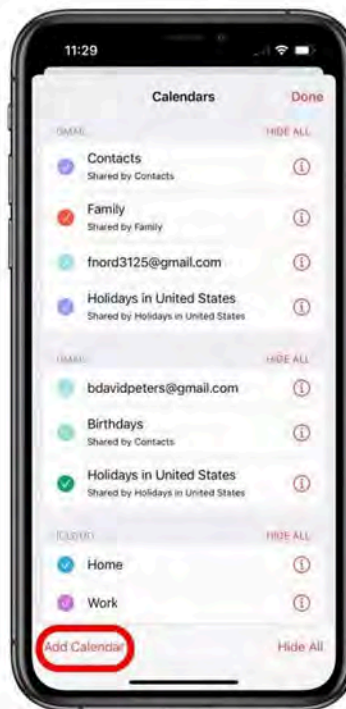 11:29
Calendars Done
GMAIL HIDE ALL
Contacts
Shared by Contacts
Family
Shared by Family
fnord3125@gmail.com
Holidays in United States
Shared by Holidays in United States
GMAIL HIDE ALL
bdavidpeters@gmail.com
Birthdays
Shared by Contacts
Holidays in United States
Shared by Holidays in United States
ICLOUD HIDE ALL
Home
Work
Add Calendar Hide All